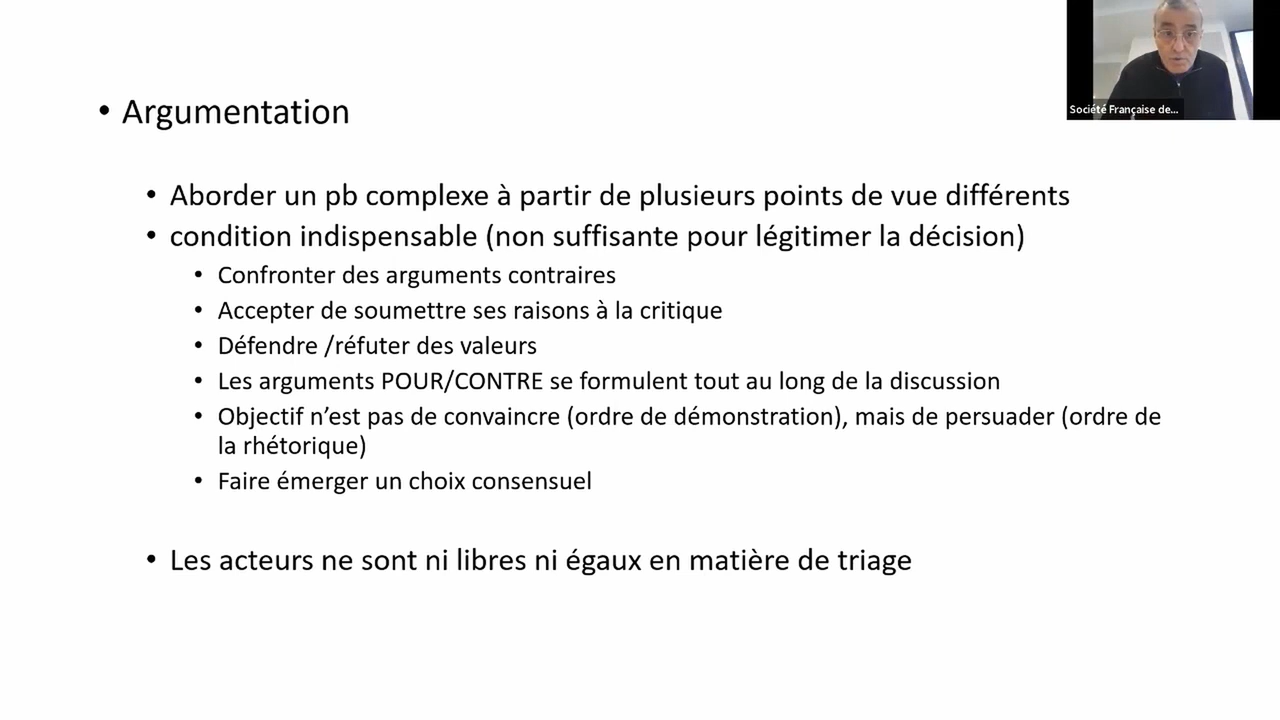 • Argumentation
Société Française de...
• Aborder un pb complexe à partir de plusieurs points de vue différents
• condition indispensable (non suffisante pour légitimer la décision)
• Confronter des arguments contraires
• Accepter de soumettre ses raisons à la critique
• Défendre /réfuter des valeurs
• Les arguments POUR/CONTRE se formulent tout au long de la discussion
• Objectif n’est pas de convaincre (ordre de démonstration), mais de persuader (ordre de
la rhétorique)
• Faire émerger un choix consensuel
• Les acteurs ne sont ni libres ni égaux en matière de triage